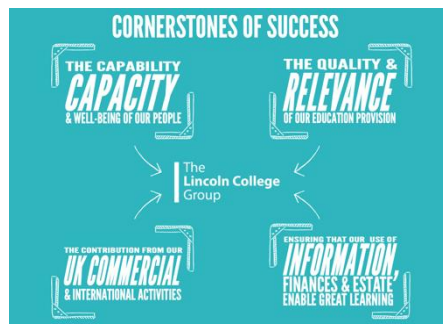 CORNERSTONES OF SUCCESS
THE CAPABILITY
CAPACITY
& WELL-BEING OF OUR PEOPLE
THE QUALITY &
RELEVANCE
OF OUR EDUCATION PROVISION
The
Lincoln College
Group
THE CONTRIBUTION FROM OUR
UK COMMERCIAL
& INTERNATIONAL ACTIVITIES
ENSURING THAT OUR USE OF
INFORMATION,
FINANCES & ESTATE
ENABLE GREAT LEARNING